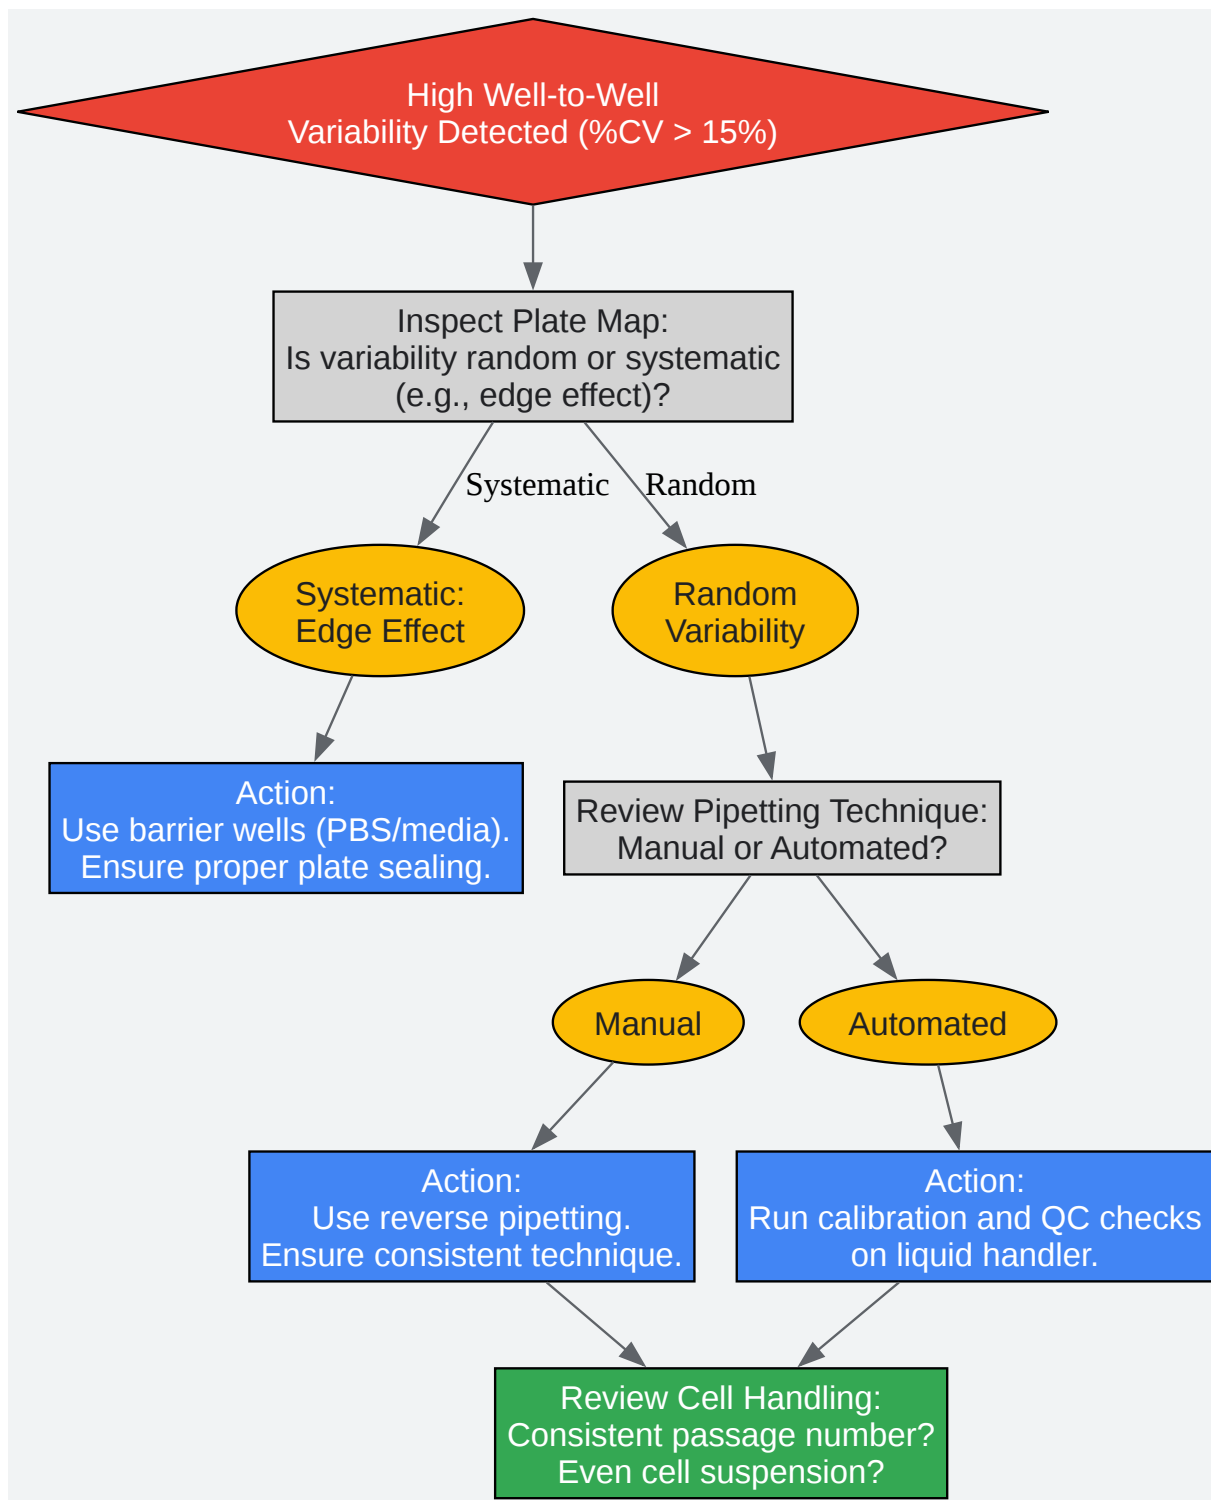 High Well-to-Well
Variability Detected (%CV > 15%)
Inspect Plate Map:
Is variability random or systematic
(e.g., edge effect)?
Systematic
Random
Systematic:
Edge Effect
Random
Variability
Action:
Use barrier wells (PBS/media).
Ensure proper plate sealing.
Review Pipetting Technique:
Manual or Automated?
Manual
Automated
Action:
Use reverse pipetting.
Ensure consistent technique.
Action:
Run calibration and QC checks
on liquid handler.
Review Cell Handling:
Consistent passage number?
Even cell suspension?